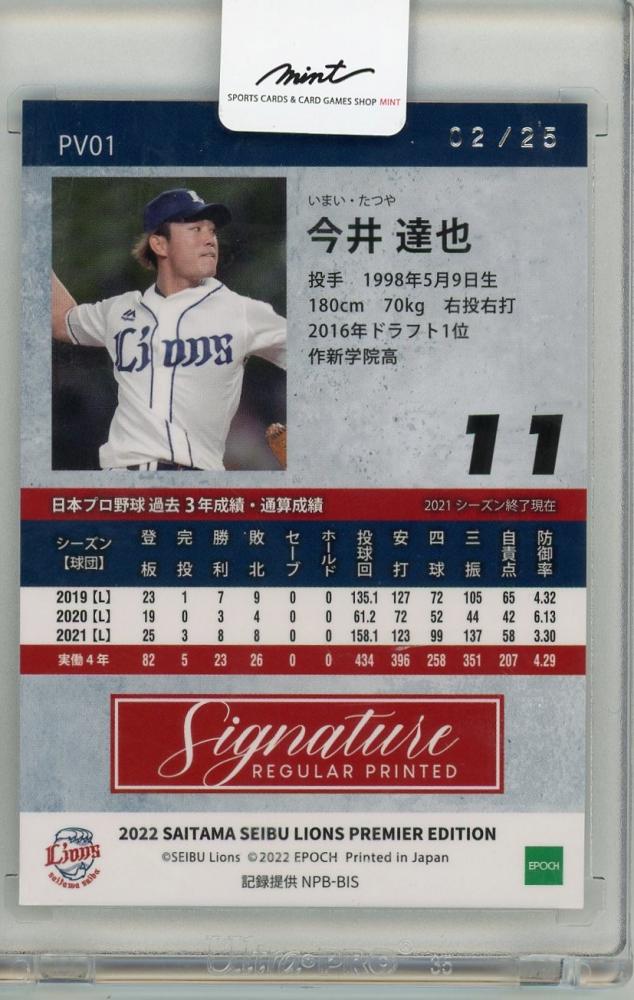 mint
SPORTS CARDS & CARD GAMES SHOP MINT
PV01
02/25
いまい・たつや
今井 達也
投手 1998年5月9日生
180cm 70kg 右投右打
2016年ドラフト1位
作新学院高
Lions
11
日本プロ野球 過去3年成績・通算成績 2021 シーズン終了現在
シーズン【球団】 登板 完投 勝利 敗北 セーブ ホールド 投球回 安打 四球 三振 自責点 防御率
2019【L】 23 1 7 9 0 0 135.1 127 72 105 65 4.32
2020【L】 19 0 3 4 0 0 61.2 72 52 44 42 6.13
2021【L】 25 3 8 8 0 0 158.1 123 99 137 58 3.30
実働4年 82 5 23 26 0 0 434 396 258 351 207 4.29
Signature
REGULAR PRINTED
Lions
saitama seibu
2022 SAITAMA SEIBU LIONS PREMIER EDITION
©SEIBU Lions ©2022 EPOCH Printed in Japan
記録提供 NPB-BIS
EPOCH
Ultra·PRO®